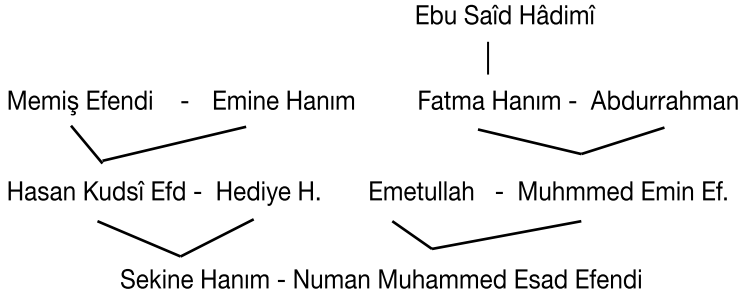 Ebu Saîd Hâdimî
Memiş Efendi - Emine Hanım Fatma Hanım - Abdurrahman
Hasan Kudsî Efd - Hediye H. Emetullah - Muhmmed Emin Ef.
Sekine Hanım - Numan Muhammed Esad Efendi